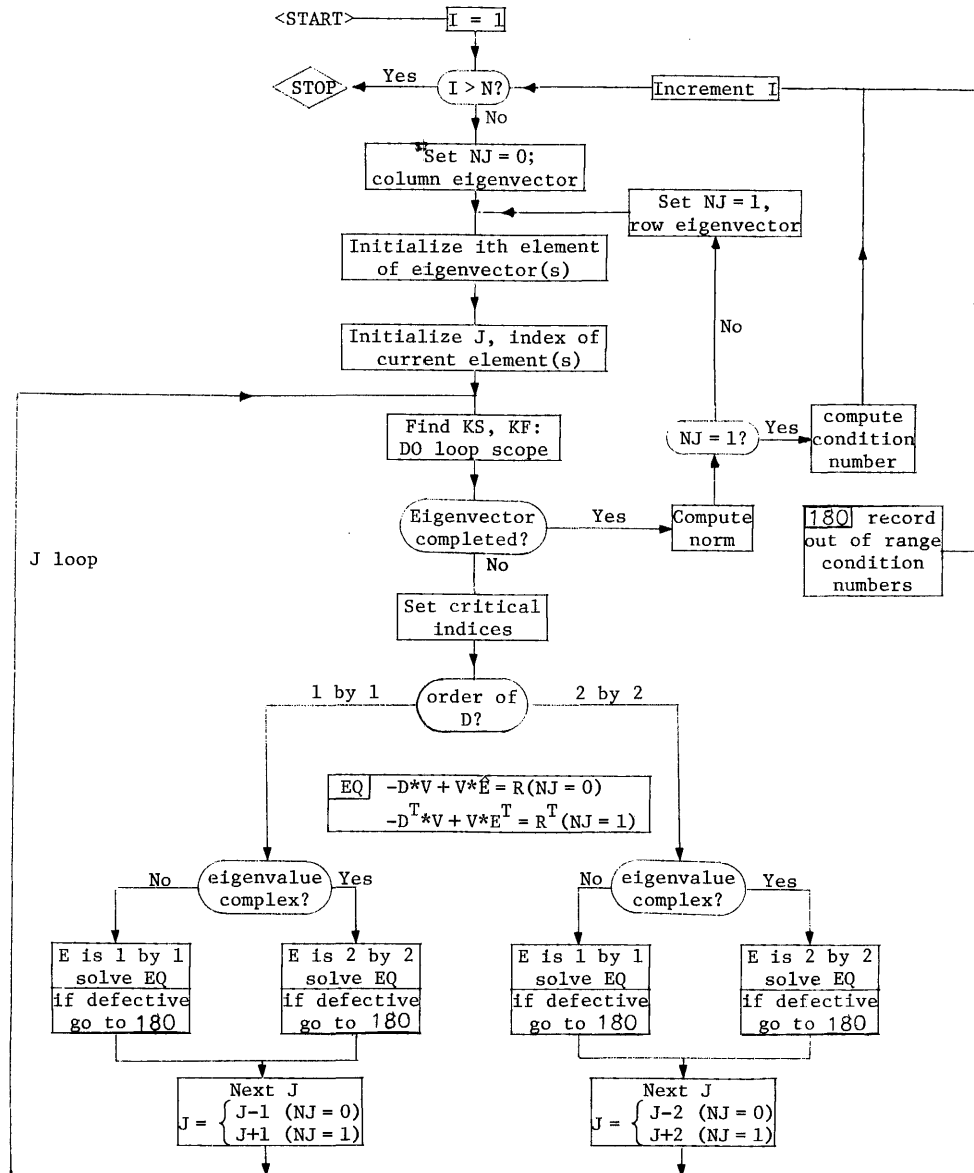 <START>
I = 1
STOP
Yes
I > N?
Increment I
No
Set NJ = 0;
column eigenvector
Set NJ = 1,
row eigenvector
Initialize ith element
of eigenvector(s)
No
Initialize J, index of
current element(s)
Find KS, KF:
DO loop scope
NJ = 1?
Yes
compute
condition
number
Eigenvector
completed?
Yes
Compute
norm
180 record
out of range
condition
numbers
J loop
No
Set critical
indices
1 by 1
order of
D?
2 by 2
EQ -D*V + V*Ê = R(NJ = 0)
-D^T*V + V*E^T = R^T(NJ = 1)
No
eigenvalue
complex?
Yes
No
eigenvalue
complex?
Yes
E is 1 by 1
solve EQ
if defective
go to 180
E is 2 by 2
solve EQ
if defective
go to 180
E is 1 by 1
solve EQ
if defective
go to 180
E is 2 by 2
solve EQ
if defective
go to 180
Next J
J = { J-1 (NJ = 0)
J+1 (NJ = 1)
Next J
J = { J-2 (NJ = 0)
J+2 (NJ = 1)